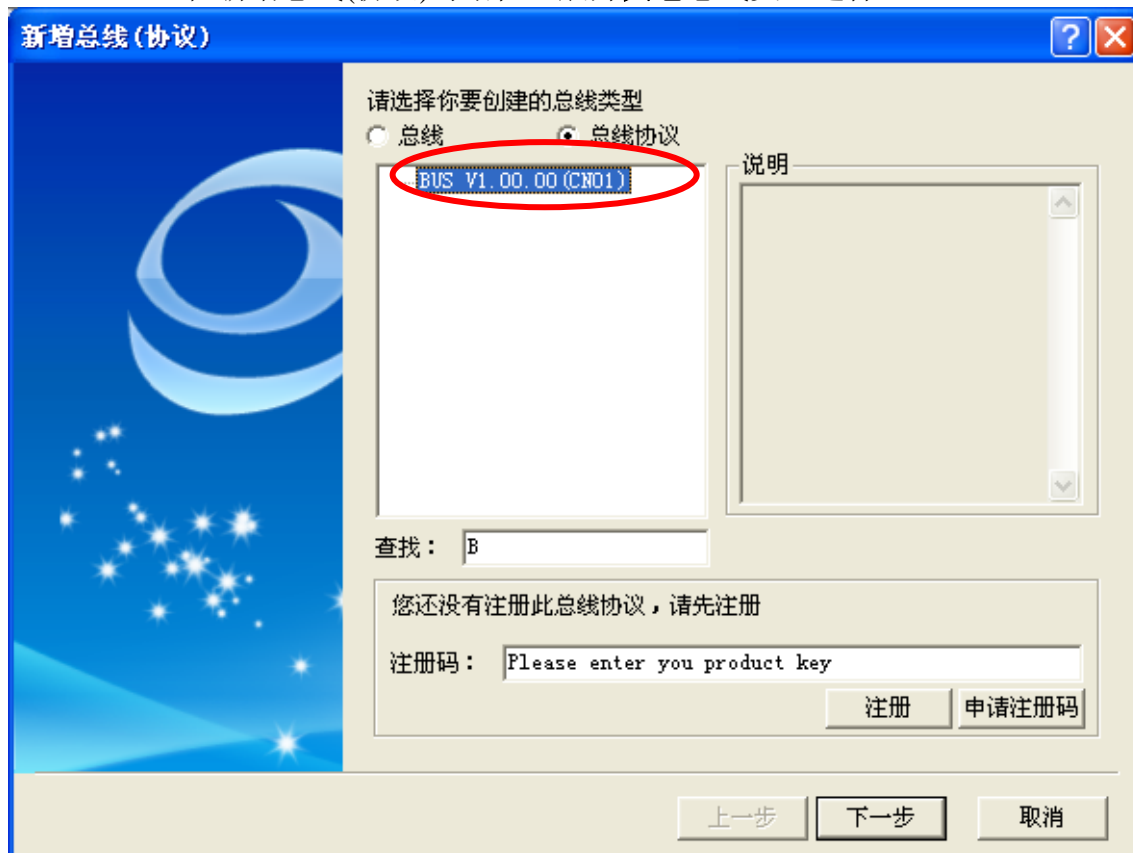 新增总线(协议)
请选择你要创建的总线类型
总线 总线协议
BUS V1.00.00(CN01)
说明
查找： B
您还没有注册此总线协议，请先注册
注册码： Please enter you product key
注册 申请注册码
上一步 下一步 取消